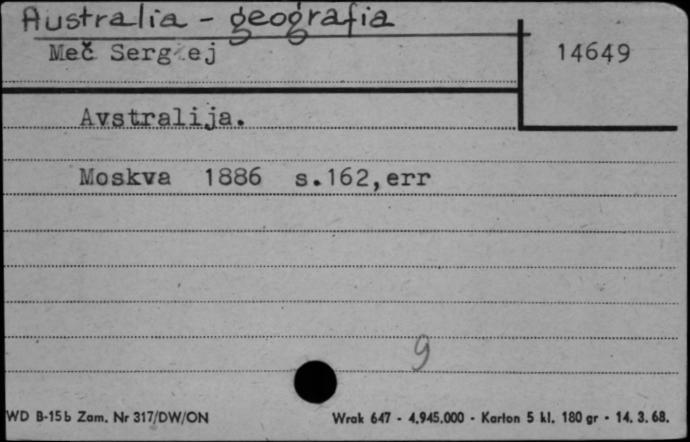 Australia - geografia
Meč Sergej
14649
Avstralija.
Moskva 1886 s.162,err
9
WD B-15b Zam. Nr 317/DW/ON
Wrak 647 - 4.945.000 - Karton 5 kl. 180 gr - 14. 3. 68.